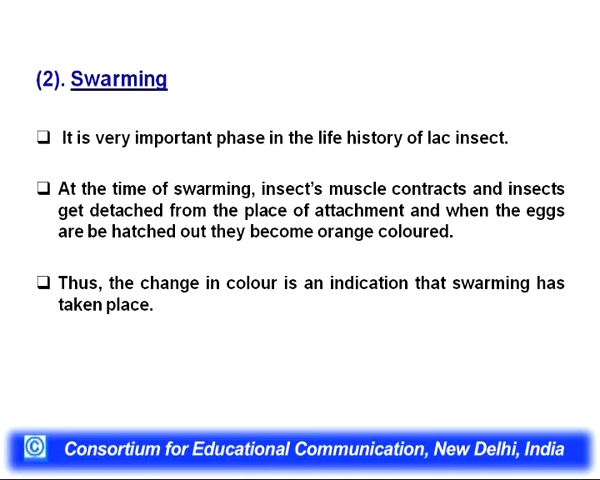 (2). Swarming
❑ It is very important phase in the life history of lac insect.
❑ At the time of swarming, insect's muscle contracts and insects
get detached from the place of attachment and when the eggs
are be hatched out they become orange coloured.
❑ Thus, the change in colour is an indication that swarming has
taken place.
© Consortium for Educational Communication, New Delhi, India